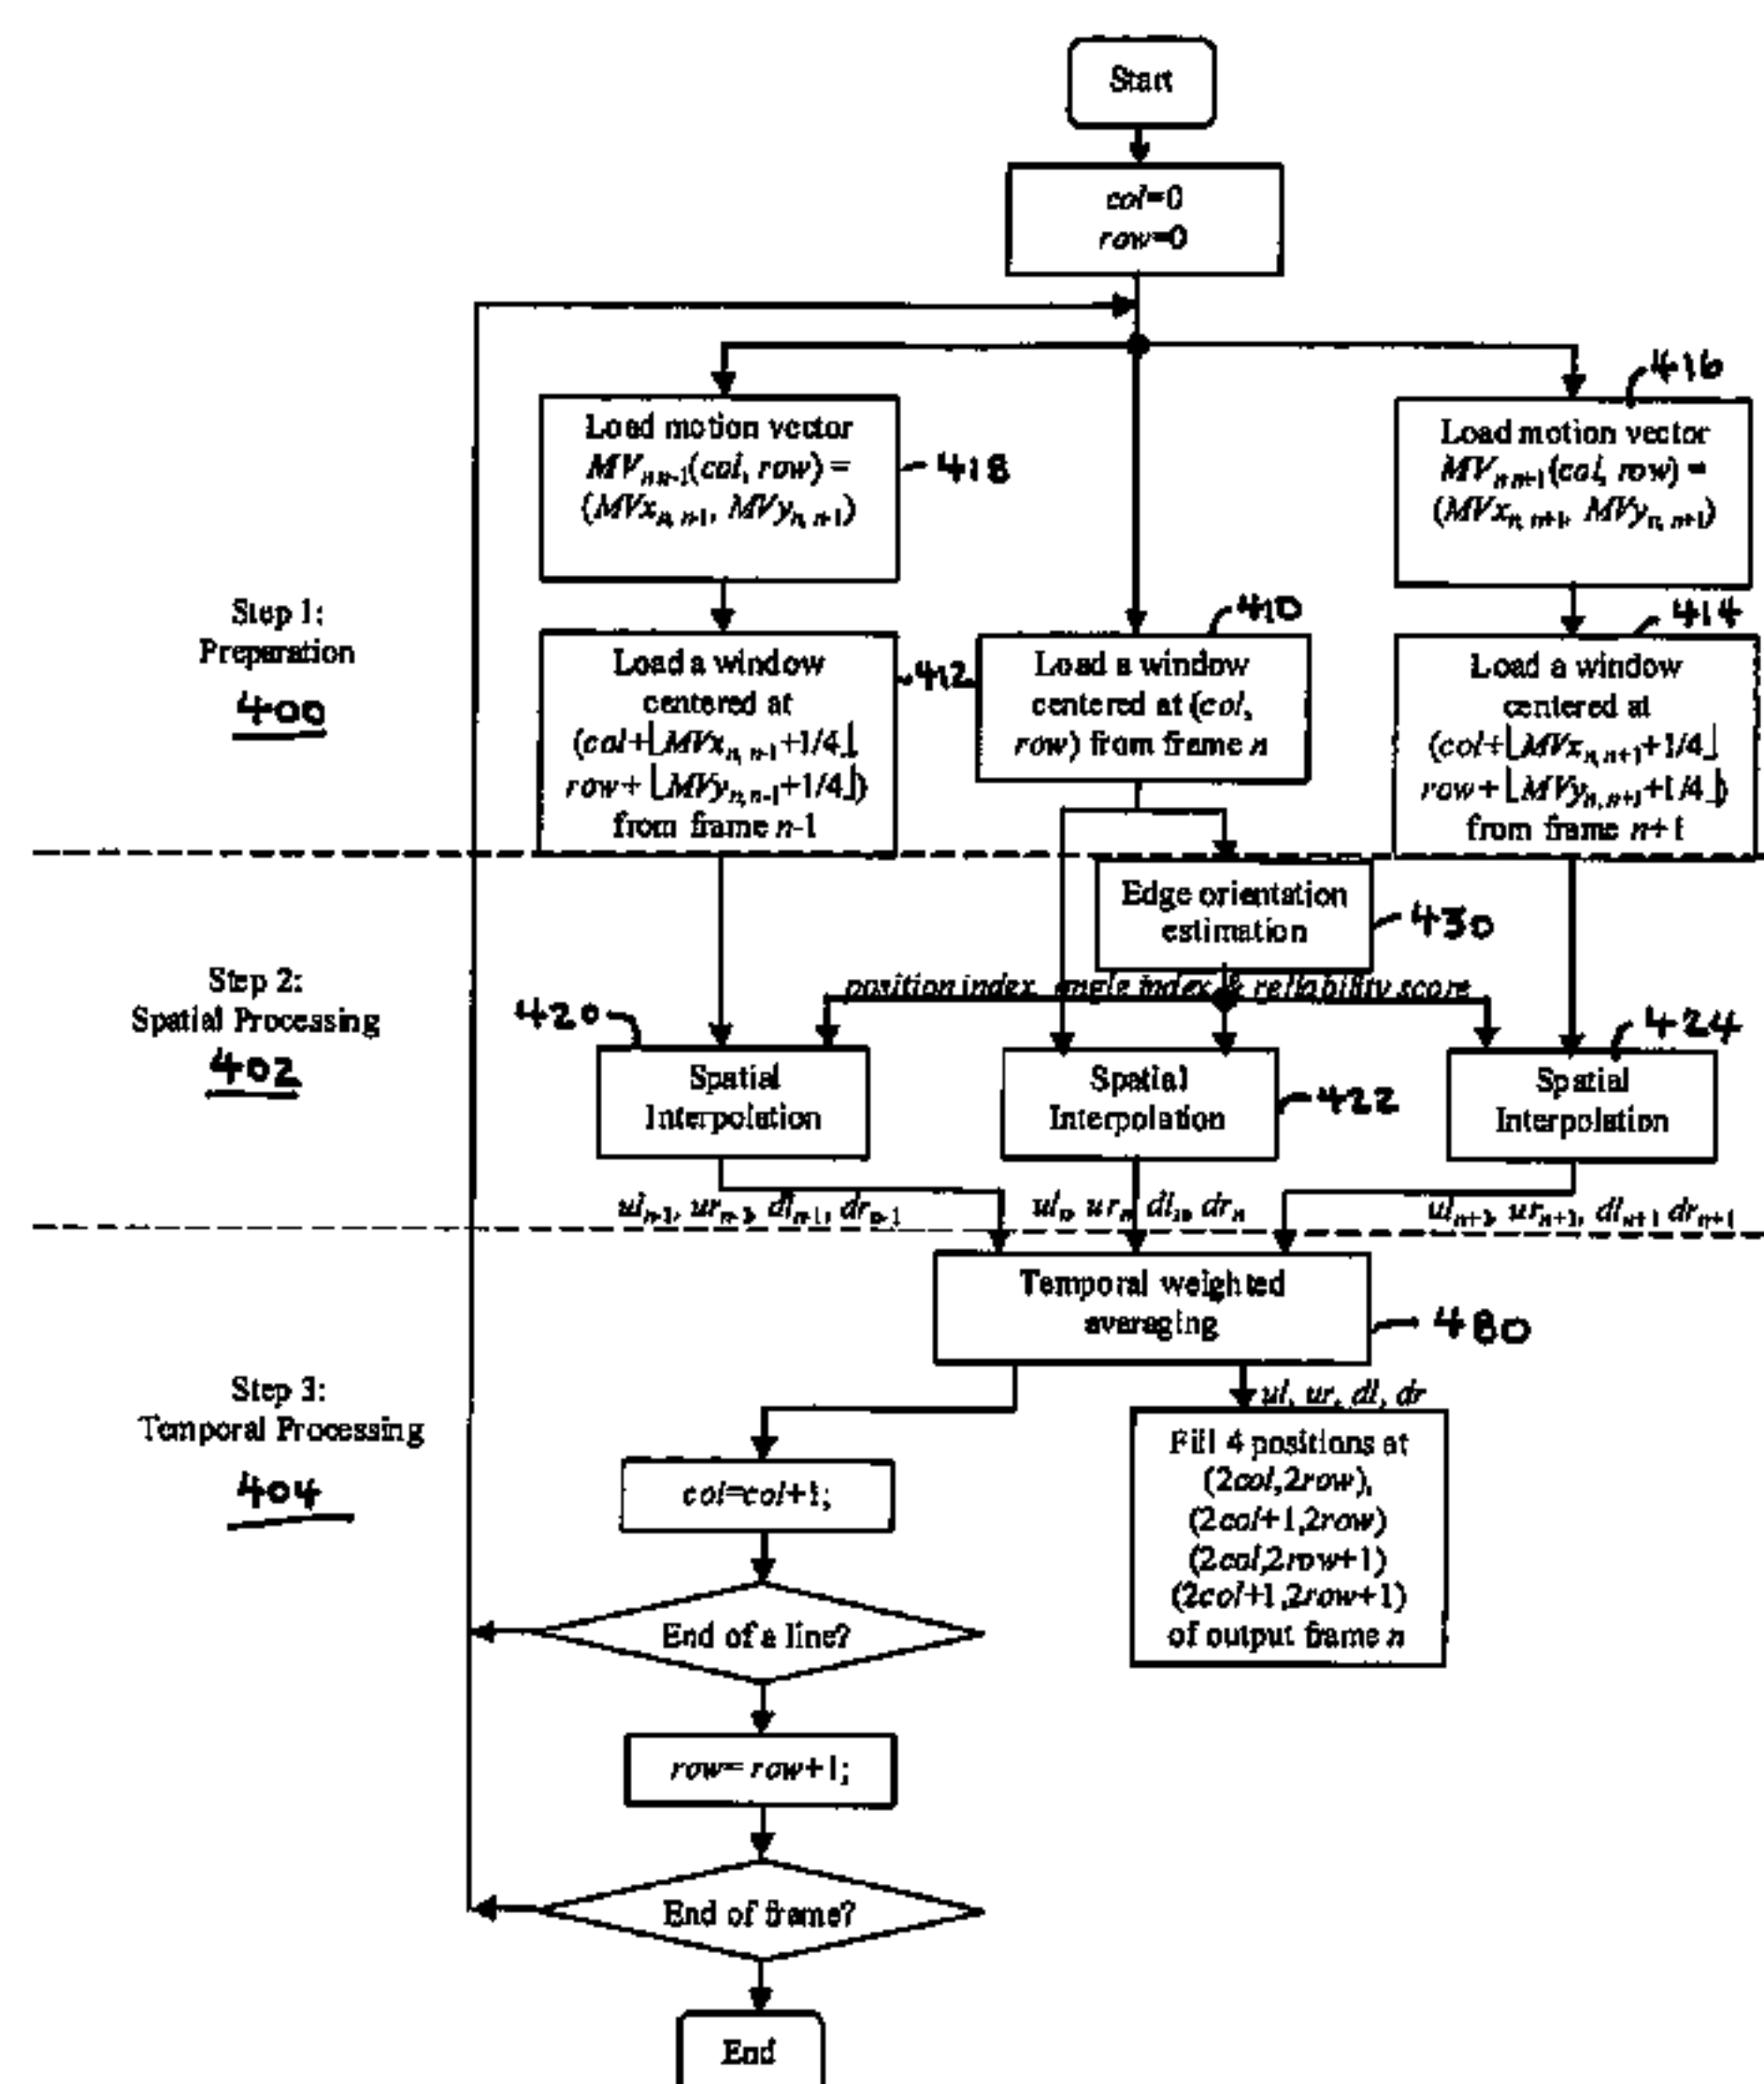 Start
col=0
row=0
416
Load motion vector
MVn n-1(col, row) =
(MVxn, n-1, MVyn, n-1)
418
Load motion vector
MVn n+1(col, row) =
(MVxn, n+1, MVyn, n+1)
Step 1:
Preparation
400
Load a window
centered at
(col+⌊MVxn, n-1+1/4⌋,
row+ ⌊MVyn, n-1+1/4⌋)
from frame n-1
412
410
Load a window
centered at (col,
row) from frame n
414
Load a window
centered at
(col+⌊MVxn, n+1+1/4⌋,
row+⌊MVyn, n+1+1/4⌋)
from frame n+1
Edge orientation
estimation
430
position index, angle index & reliability score
Step 2:
Spatial Processing
402
420
Spatial
Interpolation
Spatial
Interpolation
422
424
Spatial
Interpolation
uln-1, urn-1, dln-1, drn-1
uln, urn, dln, drn
uln+1, urn+1, dln+1 drn+1
Temporal weighted
averaging
480
Step 3:
Temporal Processing
404
ul, ur, dl, dr
col=col+1;
Fill 4 positions at
(2col,2row),
(2col+1,2row)
(2col,2row+1)
(2col+1,2row+1)
of output frame n
End of a line?
row= row+1;
End of frame?
End